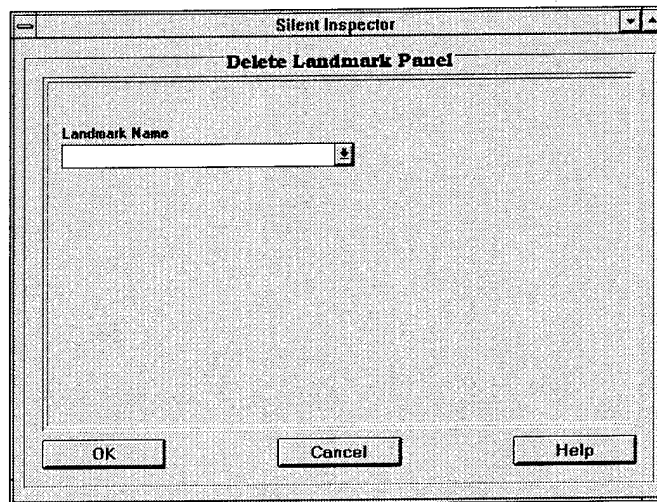 Silent Inspector
Delete Landmark Panel
Landmark Name
OK
Cancel
Help